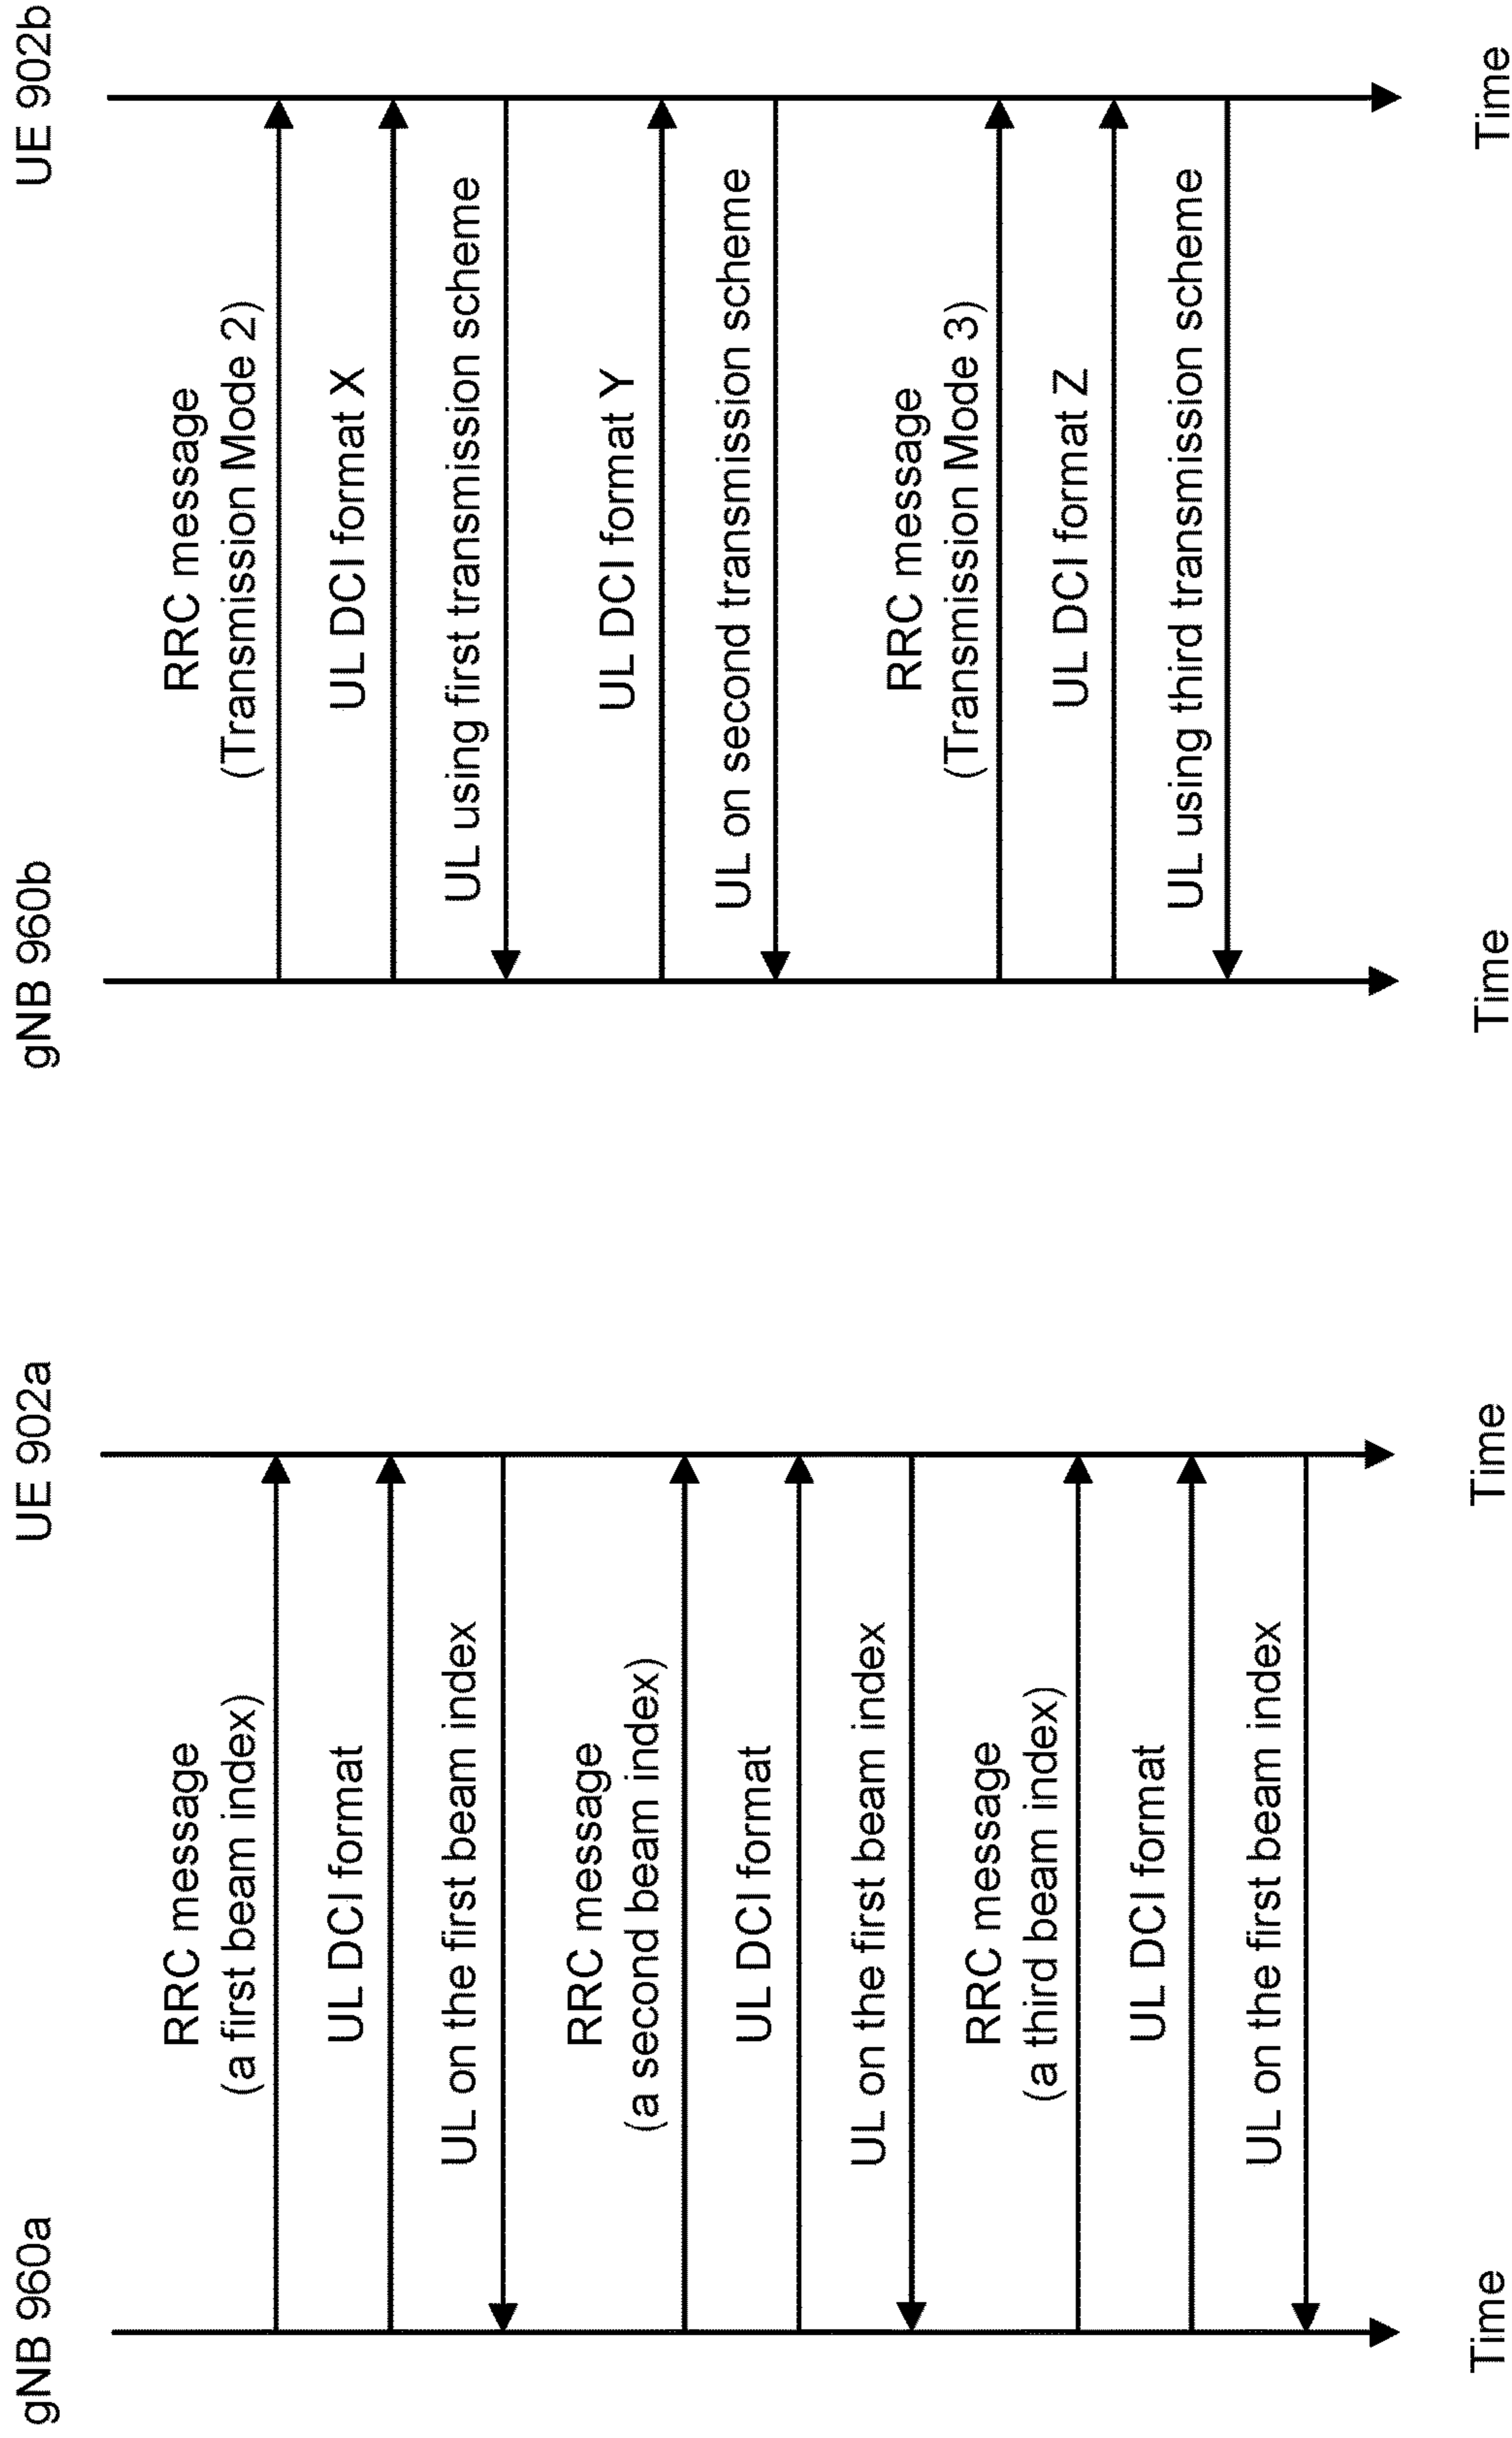 gNB 960a
UE 902a
RRC message
(a first beam index)
UL DCI format
UL on the first beam index
RRC message
(a second beam index)
UL DCI format
UL on the first beam index
RRC message
(a third beam index)
UL DCI format
UL on the first beam index
Time
Time
gNB 960b
UE 902b
RRC message
(Transmission Mode 2)
UL DCI format X
UL using first transmission scheme
UL DCI format Y
UL on second transmission scheme
RRC message
(Transmission Mode 3)
UL DCI format Z
UL using third transmission scheme
Time
Time